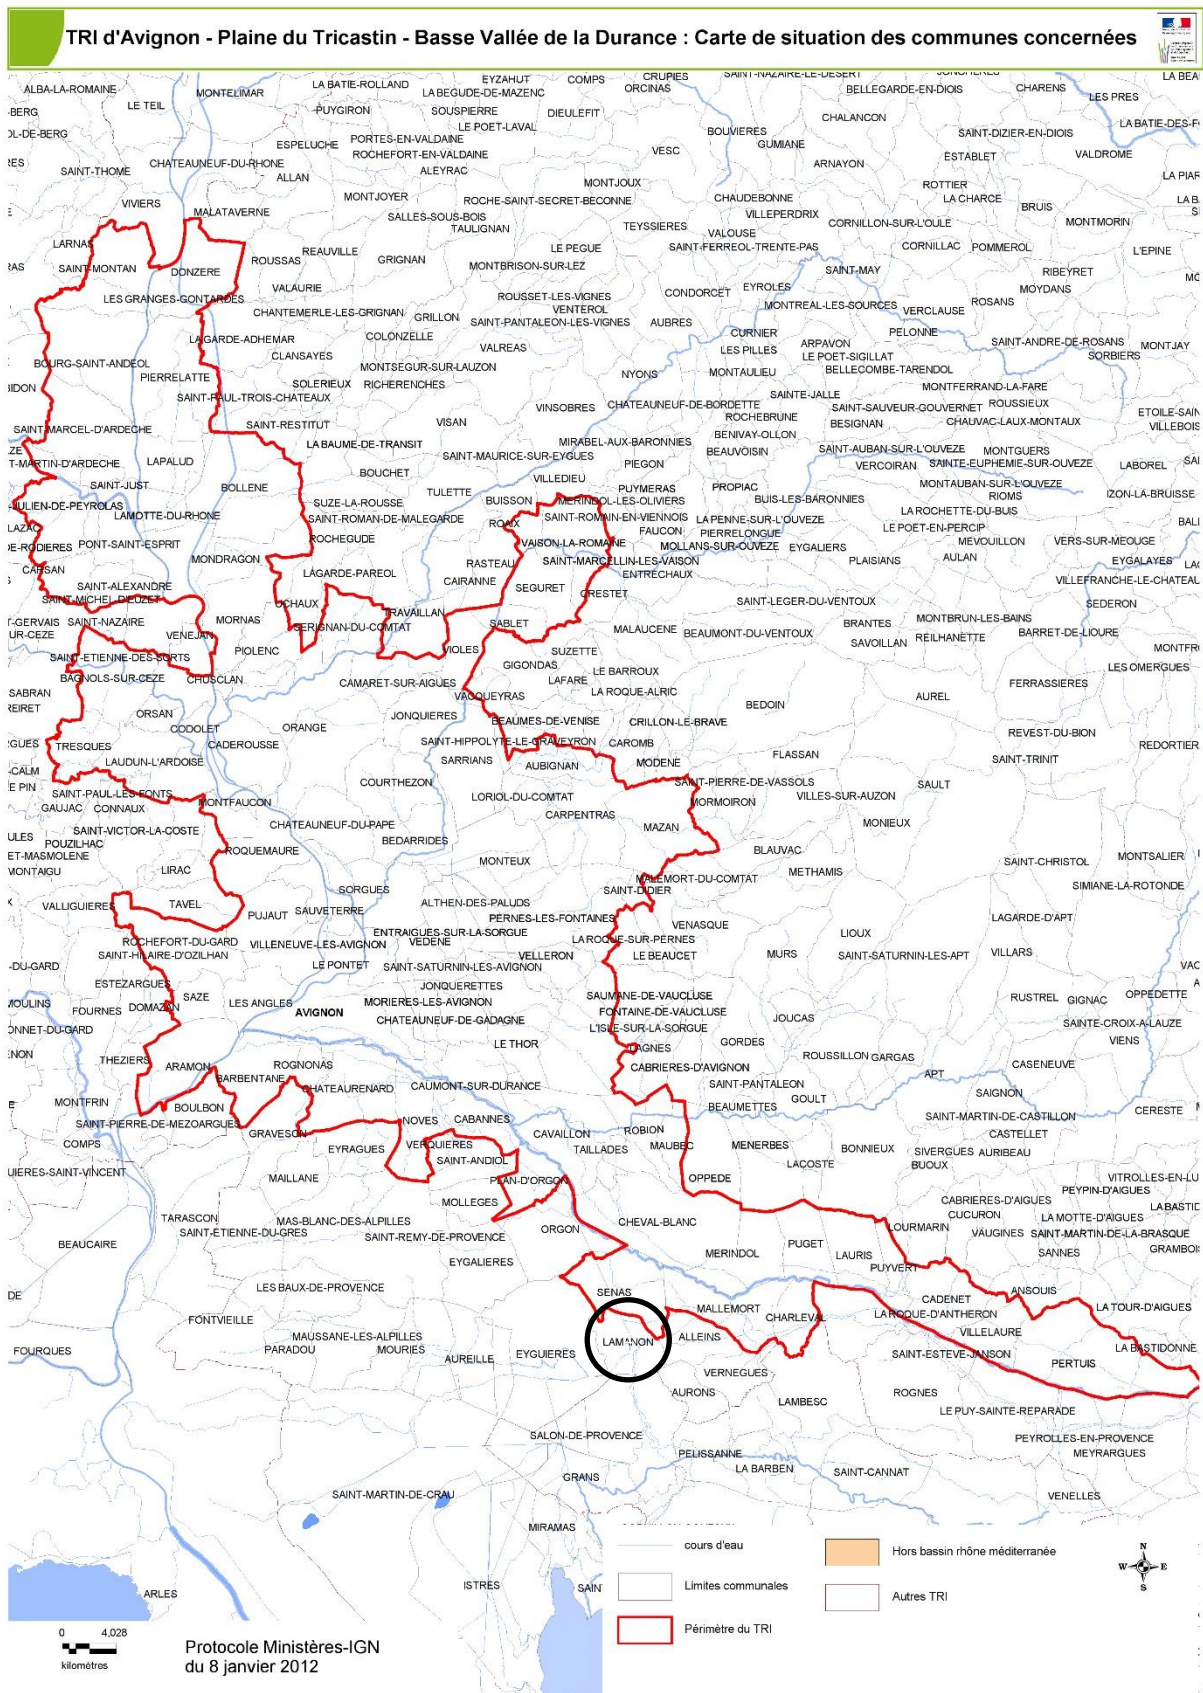 TRI d'Avignon - Plaine du Tricastin - Basse Vallée de la Durance : Carte de situation des communes concernées
EYZAHUT COMPS CRUPIES SAINT-NAZAIRE-LE-DESERT
ALBA-LA-ROMAINE MONTELIMAR LA BATIE-ROLLAND LA BEGUDE-DE-MAZENC ORCINAS BELLEGARDE-EN-DIOIS CHARENS LES PRES
LE TEIL PUYGIRON SOUSPIERRE DIEULEFIT CHALANCON
LE POET-LAVAL BOUVIERES SAINT-DIZIER-EN-DIOIS
ESPELUCHE PORTES-EN-VALDAINE VESC GUMIANE
CHATEAUNEUF-DU-RHONE ROCHEFORT-EN-VALDAINE ARNAYON ESTABLET VALDROME
SAINT-THOME ALLAN ALEYRAC MONTJOUX ROTTIER
VIVIERS MONTJOYER ROCHE-SAINT-SECRET-BECONNE CHAUDEBONNE LA CHARCE BRUIS
MALATAVERNE SALLES-SOUS-BOIS VILLEPERDRIX CORNILLON-SUR-L'OULE MONTMORIN
TAULIGNAN TEYSSIERES VALOUSE
LARNAS REAUVILLE LE PEGUE SAINT-FERREOL-TRENTE-PAS CORNILLAC POMMEROL L'EPINE
SAINT-MONTAN DONZERE ROUSSAS GRIGNAN MONTBRISON-SUR-LEZ SAINT-MAY RIBEYRET
LES GRANGES-GONTARDES VALAURIE ROUSSET-LES-VIGNES CONDORCET EYROLES MOYDANS
CHANTEMERLE-LES-GRIGNAN GRILLON VENTEROL MONTREAL-LES-SOURCES VERCLAUSE ROSANS
SAINT-PANTALEON-LES-VIGNES AUBRES
LA GARDE-ADHEMAR COLONZELLE VALREAS CURNIER ARPAVON PELONNE SAINT-ANDRE-DE-ROSANS MONTJAY
BOURG-SAINT-ANDEOL CLANSAYES MONTSEGUR-SUR-LAUZON LES PILLES LE POET-SIGILLAT SORBIERS
PIERRELATTE SOLERIEUX RICHERENCHES NYONS MONTAULIEU BELLECOMBE-TARENDOL MONTFERRAND-LA-FARE
SAINT-PAUL-TROIS-CHATEAUX VINSOBRES CHATEAUNEUF-DE-BORDETTE SAINTE-JALLE SAINT-SAUVEUR-GOUVERNET ROUSSIEUX
SAINT-MARCEL-D'ARDECHE SAINT-RESTITUT VISAN ROCHEBRUNE BESIGNAN CHAUVAC-LAUX-MONTAUX
LA BAUME-DE-TRANSIT MIRABEL-AUX-BARONNIES BENIVAY-OLLON
LAPALUD SAINT-MAURICE-SUR-EYGUES PIEGON BEAUVOISIN SAINT-AUBAN-SUR-L'OUVEZE MONTGUERS
BOUCHET VERCOIRAN SAINTE-EUPHEMIE-SUR-OUVEZE LABOREL
SAINT-JUST BOLLENE TULETTE VILLEDIEU PUYMERAS PROPIAC MONTAUBAN-SUR-L'OUVEZE
SUZE-LA-ROUSSE BUISSON MERINDOL-LES-OLIVIERS BUIS-LES-BARONNIES RIOMS IZON-LA-BRUISSE
LAMOTTE-DU-RHONE SAINT-ROMAN-DE-MALEGARDE ROAIX SAINT-ROMAIN-EN-VIENNOIS LA PENNE-SUR-L'OUVEZE LA ROCHETTE-DU-BUIS
FAUCON PIERRELONGUE LE POET-EN-PERCIP
PONT-SAINT-ESPRIT ROCHEGUDE VAISON-LA-ROMAINE MOLLANS-SUR-OUVEZE EYGALIERS MEVOUILLON VERS-SUR-MEOUGE
CARSAN MONDRAGON RASTEAU SAINT-MARCELLIN-LES-VAISON PLAISIANS AULAN EYGALAYES
LAGARDE-PAREOL CAIRANNE ENTRECHAUX
SAINT-ALEXANDRE SEGURET CRESTET
SAINT-MICHEL-D'EUZET UCHAUX SAINT-LEGER-DU-VENTOUX SEDERON
SAINT-NAZAIRE MORNAS TRAVAILLAN SABLET MALAUCENE BEAUMONT-DU-VENTOUX BRANTES MONTBRUN-LES-BAINS
VENEJAN SERIGNAN-DU-COMTAT SAVOILLAN REILHANETTE BARRET-DE-LIOURE
SAINT-ETIENNE-DES-SORTS PIOLENC VIOLES GIGONDAS SUZETTE LES OMERGUES
BAGNOLS-SUR-CEZE CHUSCLAN CAMARET-SUR-AIGUES LAFARE LE BARROUX FERRASSIERES
SABRAN VACQUEYRAS LA ROQUE-ALRIC BEDOIN AUREL
ORSAN CODOLET ORANGE JONQUIERES BEAUMES-DE-VENISE CRILLON-LE-BRAVE REVEST-DU-BION
TRESQUES CADEROUSSE SAINT-HIPPOLYTE-LE-GRAVEYRON CAROMB FLASSAN REDORTIER
LAUDUN-L'ARDOISE SARRIANS AUBIGNAN MODENE SAINT-TRINIT
COURTHEZON SAINT-PIERRE-DE-VASSOLS SAULT
SAINT-PAUL-LES-FONTS MONTFAUCON LORIOL-DU-COMTAT MORMOIRON VILLES-SUR-AUZON
GAUJAC CONNAUX CARPENTRAS
SAINT-VICTOR-LA-COSTE CHATEAUNEUF-DU-PAPE MAZAN MONIEUX
POUZILHAC ROQUEMAURE BEDARRIDES BLAUVAC
LIRAC MONTEUX METHAMIS SAINT-CHRISTOL MONTSALIER
SORGUES MALEMORT-DU-COMTAT SIMIANE-LA-ROTONDE
VALLIGUIERES TAVEL SAINT-DIDIER
PUJAUT SAUVETERRE ALTHEN-DES-PALUDS PERNES-LES-FONTAINES VENASQUE LAGARDE-D'APT
ROCHEFORT-DU-GARD VILLENEUVE-LES-AVIGNON ENTRAIGUES-SUR-LA-SORGUE VEDENE LA ROQUE-SUR-PERNES LIOUX
SAINT-HILAIRE-D'OZILHAN LE PONTET SAINT-SATURNIN-LES-AVIGNON VELLERON LE BEAUCET MURS SAINT-SATURNIN-LES-APT VILLARS
ESTEZARGUES SAZE LES ANGLES JONQUERETTES SAUMANE-DE-VAUCLUSE OPPEDETTE
FOURNES DOMAZAN AVIGNON MORIERES-LES-AVIGNON FONTAINE-DE-VAUCLUSE JOUCAS RUSTREL GIGNAC
CHATEAUNEUF-DE-GADAGNE L'ISLE-SUR-LA-SORGUE SAINTE-CROIX-A-LAUZE
THEZIERS LE THOR LAGNES GORDES ROUSSILLON GARGAS VIENS
ARAMON ROGNONAS CABRIERES-D'AVIGNON CASENEUVE
BARBENTANE CHATEAURENARD CAUMONT-SUR-DURANCE SAINT-PANTALEON APT
MONTFRIN BOULBON BEAUMETTES GOULT SAIGNON
SAINT-PIERRE-DE-MEZOARGUES NOVES CABANNES SAINT-MARTIN-DE-CASTILLON CERESTE
COMPS GRAVESON CAVAILLON ROBION CASTELLET
EYRAGUES VERQUIERES TAILLADES MAUBEC MENERBES BONNIEUX SIVERGUES AURIBEAU
SAINT-ANDIOL LACOSTE BUOUX
MAILLANE PLAN-D'ORGON OPPEDE PEYPIN-D'AIGUES
MOLLEGES CABRIERES-D'AIGUES
TARASCON MAS-BLANC-DES-ALPILLES ORGON CHEVAL-BLANC CUCURON LA MOTTE-D'AIGUES
BEAUCAIRE SAINT-ETIENNE-DU-GRES SAINT-REMY-DE-PROVENCE LOURMARIN VAUGINES SAINT-MARTIN-DE-LA-BRASQUE
EYGALIERES MERINDOL PUGET LAURIS SANNES
PUYVERT
LES BAUX-DE-PROVENCE SENAS CADENET ANSOUIS
FONTVIEILLE MALLEMORT CHARLEVAL LA ROQUE-D'ANTHERON LA TOUR-D'AIGUES
MAUSSANE-LES-ALPILLES LAMANON ALLEINS VILLELAURE
FOURQUES PARADOU MOURIES AUREILLE EYGUIERES SAINT-ESTEVE-JANSON LA BASTIDONNE
VERNEGUES PERTUIS
AURONS LAMBESC ROGNES
LE PUY-SAINTE-REPARADE
SALON-DE-PROVENCE PEYROLLES-EN-PROVENCE
PELISSANNE MEYRARGUES
GRANS LA BARBEN SAINT-CANNAT
SAINT-MARTIN-DE-CRAU VENELLES
MIRAMAS
ISTRES
ARLES
cours d'eau
Limites communales
Périmètre du TRI
Hors bassin rhône méditerranée
Autres TRI
N
W E
S
0 4,028
kilomètres
Protocole Ministères-IGN
du 8 janvier 2012